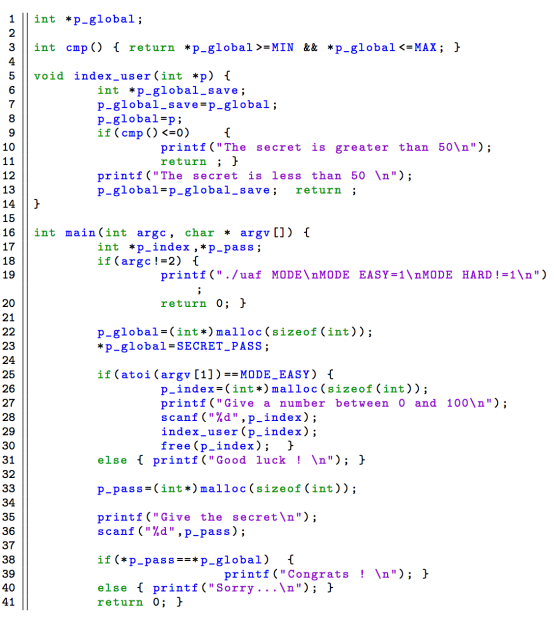 1 int *p_global;
2
3 int cmp() { return *p_global>=MIN && *p_global<=MAX; }
4
5 void index_user(int *p) {
6 int *p_global_save;
7 p_global_save=p_global;
8 p_global=p;
9 if(cmp()<=0) {
10 printf("The secret is greater than 50\n");
11 return ; }
12 printf("The secret is less than 50 \n");
13 p_global=p_global_save; return ;
14 }
15
16 int main(int argc, char * argv[]) {
17 int *p_index,*p_pass;
18 if(argc!=2) {
19 printf("./uaf MODE\nMODE EASY=1\nMODE HARD!=1\n")
;
20 return 0; }
21
22 p_global=(int*)malloc(sizeof(int));
23 *p_global=SECRET_PASS;
24
25 if(atoi(argv[1])==MODE_EASY) {
26 p_index=(int*)malloc(sizeof(int));
27 printf("Give a number between 0 and 100\n");
28 scanf("%d",p_index);
29 index_user(p_index);
30 free(p_index); }
31 else { printf("Good luck ! \n"); }
32
33 p_pass=(int*)malloc(sizeof(int));
34
35 printf("Give the secret\n");
36 scanf("%d",p_pass);
37
38 if(*p_pass==*p_global) {
39 printf("Congrats ! \n"); }
40 else { printf("Sorry...\n"); }
41 return 0; }